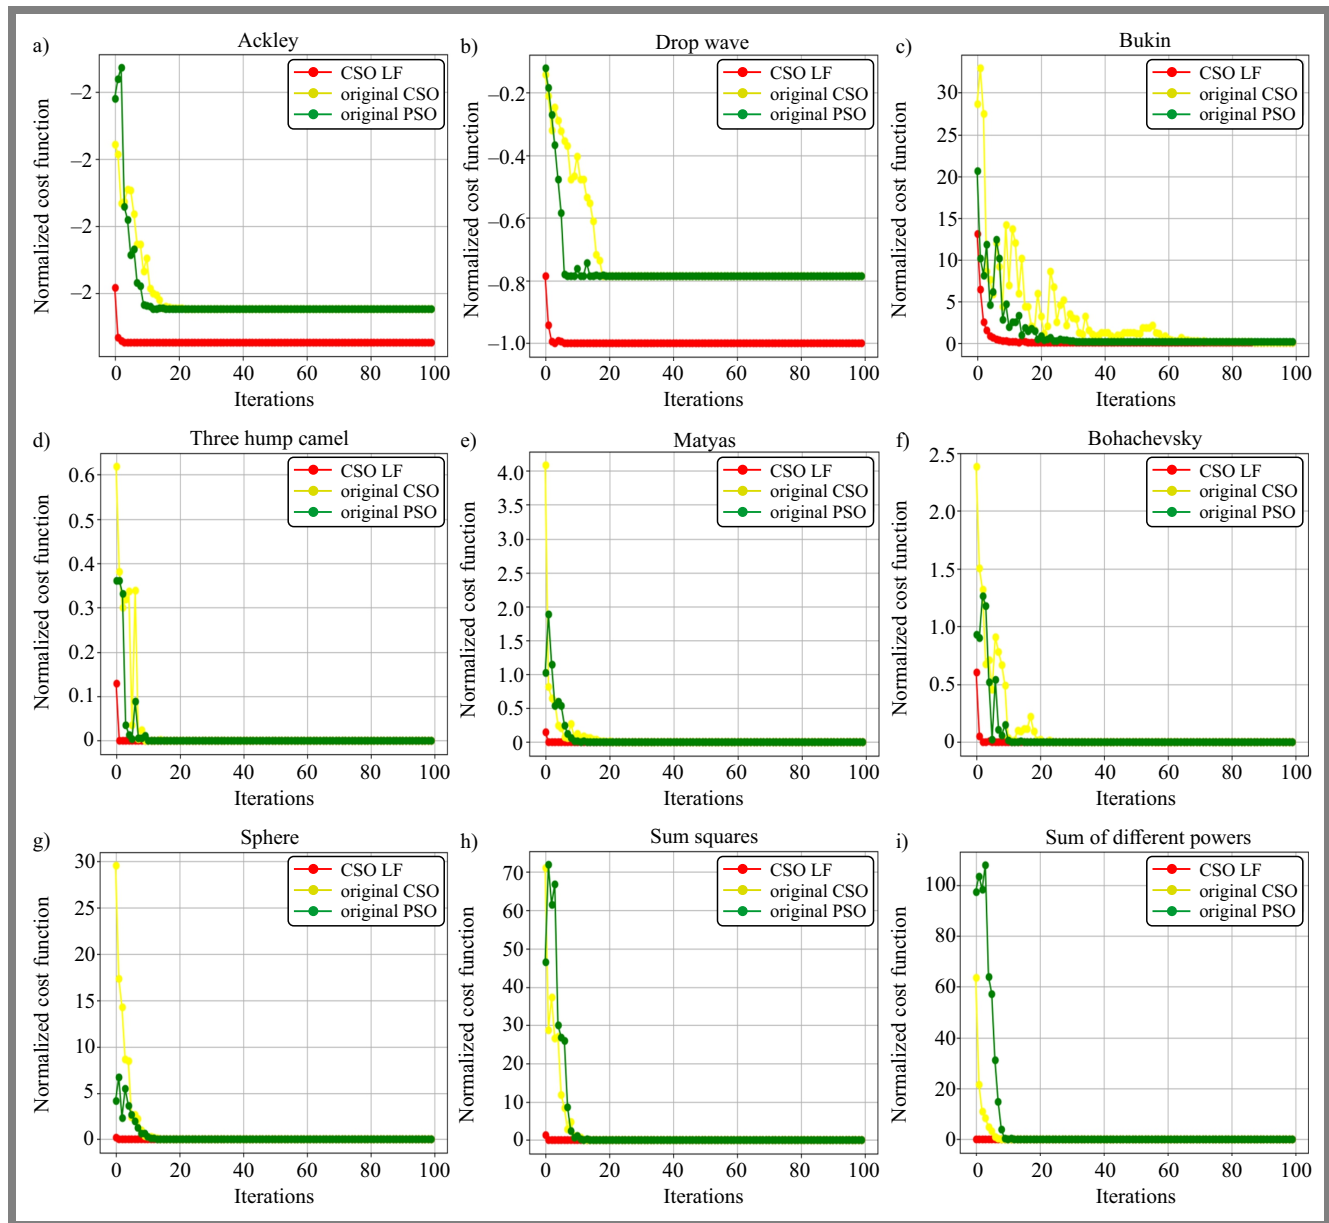 a) Ackley
Normalized cost function
–2
–2
–2
–2
CSO LF
original CSO
original PSO
0 20 40 60 80 100
Iterations
b) Drop wave
Normalized cost function
–0.2
–0.4
–0.6
–0.8
–1.0
CSO LF
original CSO
original PSO
0 20 40 60 80 100
Iterations
c) Bukin
Normalized cost function
30
25
20
15
10
5
0
CSO LF
original CSO
original PSO
0 20 40 60 80 100
Iterations
d) Three hump camel
Normalized cost function
0.6
0.5
0.4
0.3
0.2
0.1
0
CSO LF
original CSO
original PSO
0 20 40 60 80 100
Iterations
e) Matyas
Normalized cost function
4.0
3.5
3.0
2.5
2.0
1.5
1.0
0.5
0
CSO LF
original CSO
original PSO
0 20 40 60 80 100
Iterations
f) Bohachevsky
Normalized cost function
2.5
2.0
1.5
1.0
0.5
0
CSO LF
original CSO
original PSO
0 20 40 60 80 100
Iterations
g) Sphere
Normalized cost function
30
25
20
15
10
5
0
CSO LF
original CSO
original PSO
0 20 40 60 80 100
Iterations
h) Sum squares
Normalized cost function
70
60
50
40
30
20
10
0
CSO LF
original CSO
original PSO
0 20 40 60 80 100
Iterations
i) Sum of different powers
Normalized cost function
100
80
60
40
20
0
CSO LF
original CSO
original PSO
0 20 40 60 80 100
Iterations